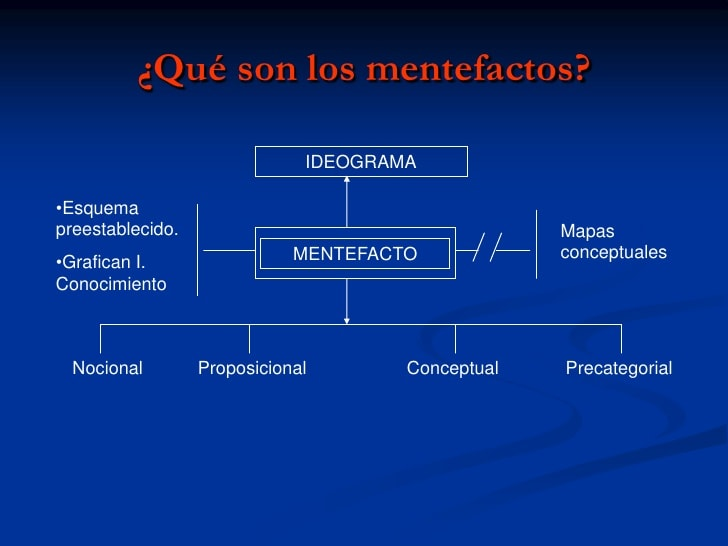 ¿Qué son los mentefactos?
IDEOGRAMA
•Esquema
preestablecido.
•Grafican I.
Conocimiento
MENTEFACTO
Mapas
conceptuales
Nocional
Proposicional
Conceptual
Precategorial